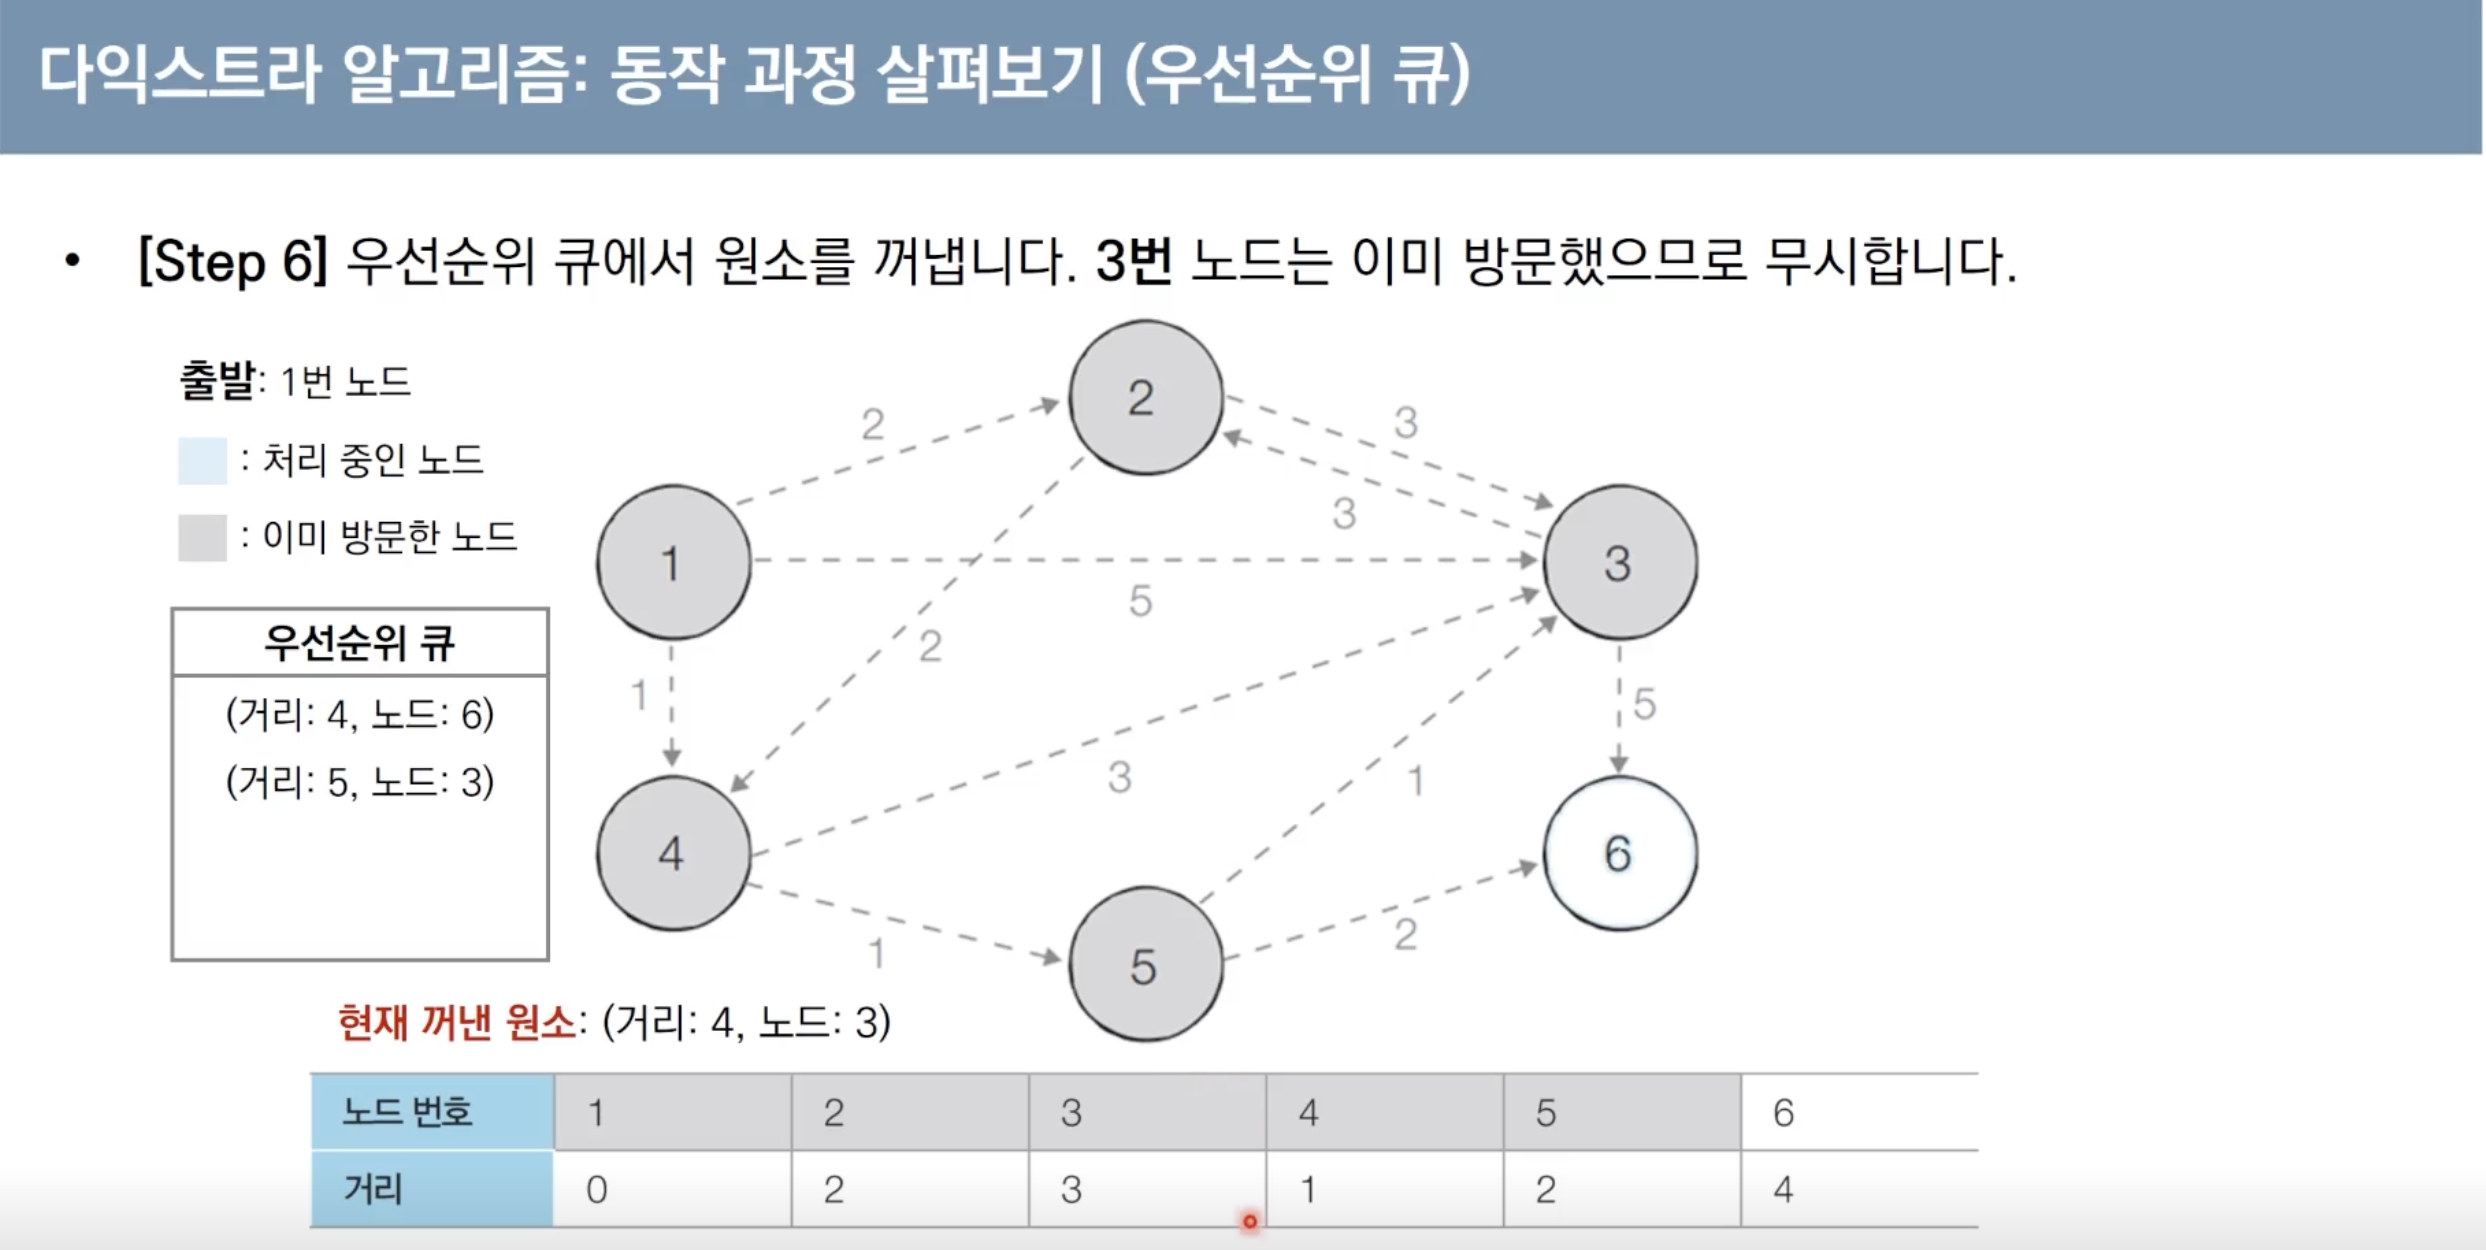 다익스트라 알고리즘: 동작 과정 살펴보기 (우선순위 큐)
• [Step 6] 우선순위 큐에서 원소를 꺼냅니다. 3번 노드는 이미 방문했으므로 무시합니다.
출발: 1번 노드
: 처리 중인 노드
: 이미 방문한 노드
우선순위 큐
(거리: 4, 노드: 6)
(거리: 5, 노드: 3)
2
2
3
3
1
3
5
2
1
5
4
3
1
6
1
5
2
현재 꺼낸 원소: (거리: 4, 노드: 3)
노드 번호 1 2 3 4 5 6
거리 0 2 3 1 2 4